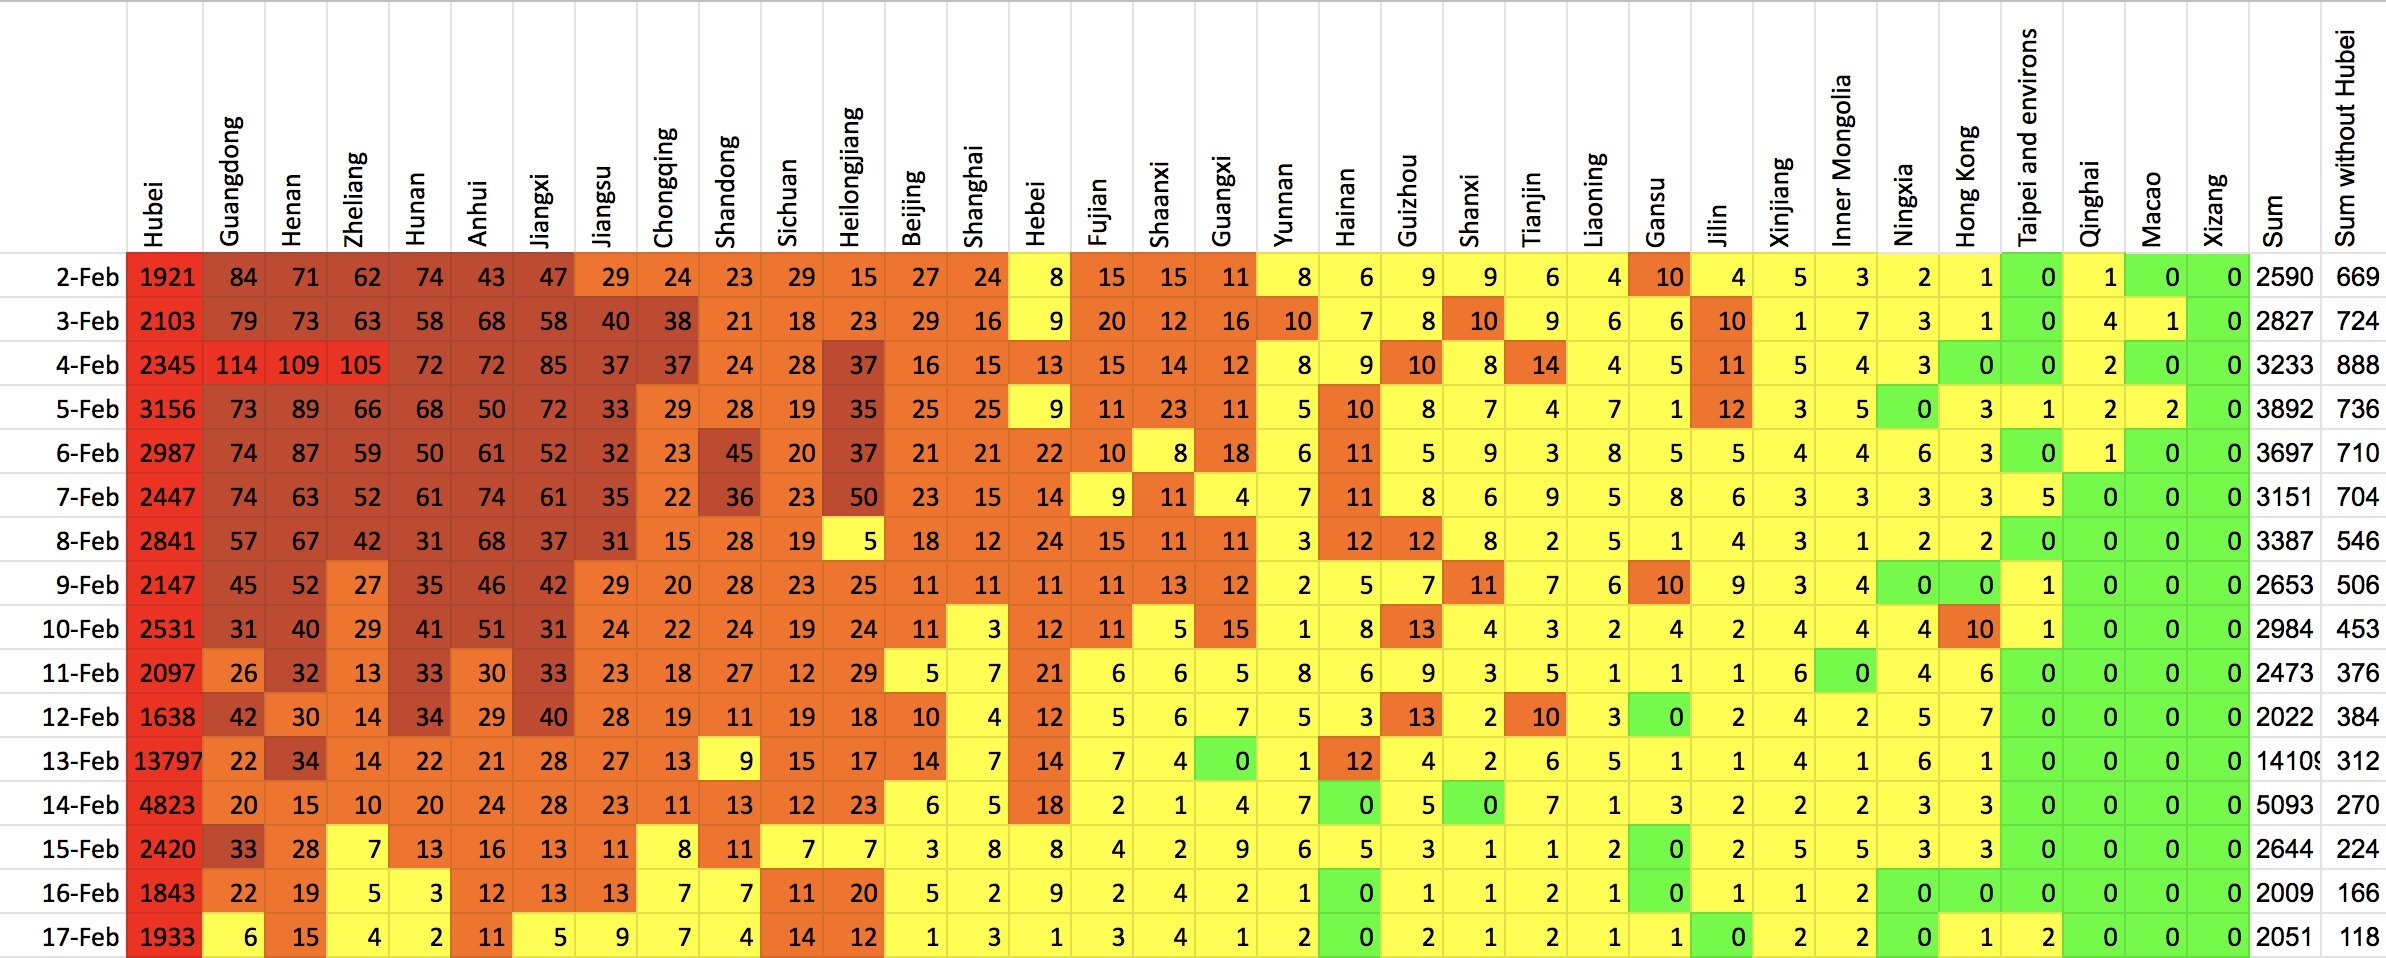 Hubei Guangdong Henan Zheliang Hunan Anhui Jiangxi Jiangsu Chongqing Shandong Sichuan Heilongjiang Beijing Shanghai Hebei Fujian Shaanxi Guangxi Yunnan Hainan Guizhou Shanxi Tianjin Liaoning Gansu Jilin Xinjiang Inner Mongolia Ningxia Hong Kong Taipei and environs Qinghai Macao Xizang Sum Sum without Hubei
2-Feb 1921 84 71 62 74 43 47 29 24 23 29 15 27 24 8 15 15 11 8 6 9 9 6 4 10 4 5 3 2 1 0 1 0 0 2590 669
3-Feb 2103 79 73 63 58 68 58 40 38 21 18 23 29 16 9 20 12 16 10 7 8 10 9 6 6 10 1 7 3 1 0 4 1 0 2827 724
4-Feb 2345 114 109 105 72 72 85 37 37 24 28 37 16 15 13 15 14 12 8 9 10 8 14 4 5 11 5 4 3 0 0 2 0 0 3233 888
5-Feb 3156 73 89 66 68 50 72 33 29 28 19 35 25 25 9 11 23 11 5 10 8 7 4 7 1 12 3 5 0 3 1 2 2 0 3892 736
6-Feb 2987 74 87 59 50 61 52 32 23 45 20 37 21 21 22 10 8 18 6 11 5 9 3 8 5 5 4 4 6 3 0 1 0 0 3697 710
7-Feb 2447 74 63 52 61 74 61 35 22 36 23 50 23 15 14 9 11 4 7 11 8 6 9 5 8 6 3 3 3 3 5 0 0 0 3151 704
8-Feb 2841 57 67 42 31 68 37 31 15 28 19 5 18 12 24 15 11 11 3 12 12 8 2 5 1 4 3 1 2 2 0 0 0 0 3387 546
9-Feb 2147 45 52 27 35 46 42 29 20 28 23 25 11 11 11 11 13 12 2 5 7 11 7 6 10 9 3 4 0 0 1 0 0 0 2653 506
10-Feb 2531 31 40 29 41 51 31 24 22 24 19 24 11 3 12 11 5 15 1 8 13 4 3 2 4 2 4 4 4 10 1 0 0 0 2984 453
11-Feb 2097 26 32 13 33 30 33 23 18 27 12 29 5 7 21 6 6 5 8 6 9 3 5 1 1 1 6 0 4 6 0 0 0 0 2473 376
12-Feb 1638 42 30 14 34 29 40 28 19 11 19 18 10 4 12 5 6 7 5 3 13 2 10 3 0 2 4 2 5 7 0 0 0 0 2022 384
13-Feb 13797 22 34 14 22 21 28 27 13 9 15 17 14 7 14 7 4 0 1 12 4 2 6 5 1 1 4 1 6 1 0 0 0 0 14109 312
14-Feb 4823 20 15 10 20 24 28 23 11 13 12 23 6 5 18 2 1 4 7 0 5 0 7 1 3 2 2 2 3 3 0 0 0 0 5093 270
15-Feb 2420 33 28 7 13 16 13 11 8 11 7 7 3 8 8 4 2 9 6 5 3 1 1 2 0 2 5 5 3 3 0 0 0 0 2644 224
16-Feb 1843 22 19 5 3 12 13 13 7 7 11 20 5 2 9 2 4 2 1 0 1 1 2 1 0 1 1 2 0 0 0 0 0 0 2009 166
17-Feb 1933 6 15 4 2 11 5 9 7 4 14 12 1 3 1 3 4 1 2 0 2 1 2 1 1 0 2 2 0 1 2 0 0 0 2051 118